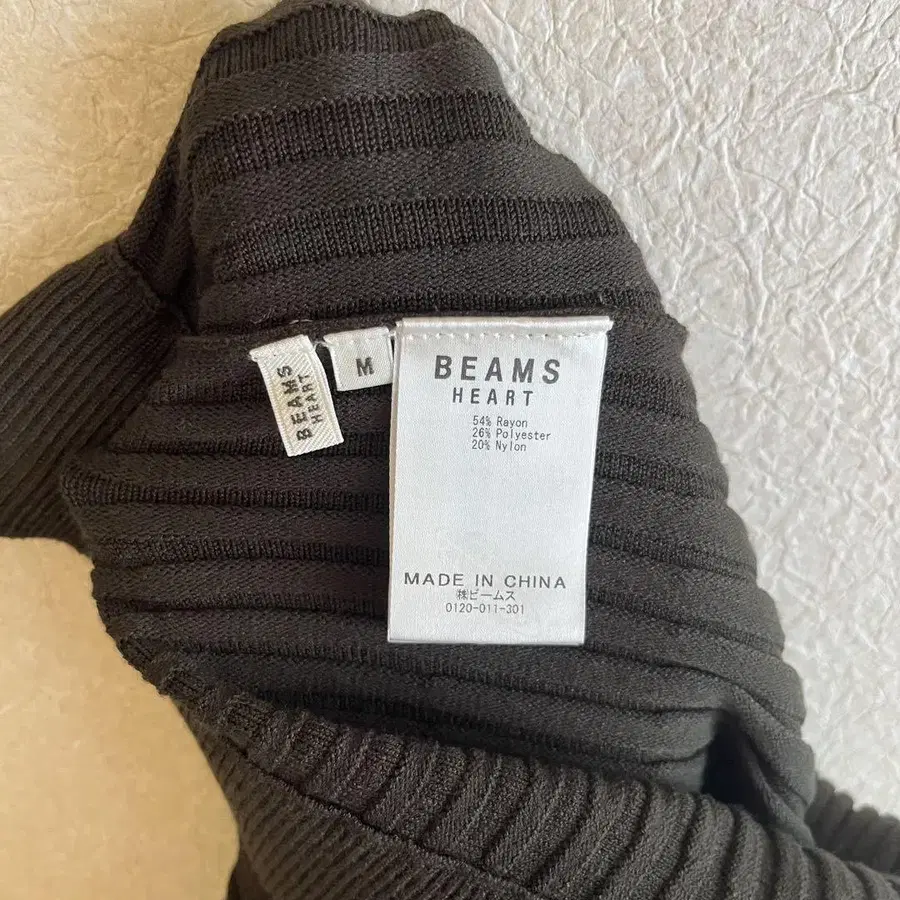 BEAMS
HEART
M
BEAMS
HEART
54% Rayon
26% Polyester
20% Nylon
MADE IN CHINA
㈱ビームス
0120-011-301